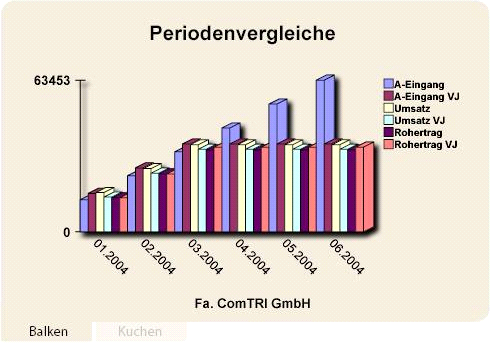 Periodenvergleiche
63453
0
A-Eingang
A-Eingang VJ
Umsatz
Umsatz VJ
Rohertrag
Rohertrag VJ
01.2004
02.2004
03.2004
04.2004
05.2004
06.2004
Fa. ComTRI GmbH
Balken
Kuchen